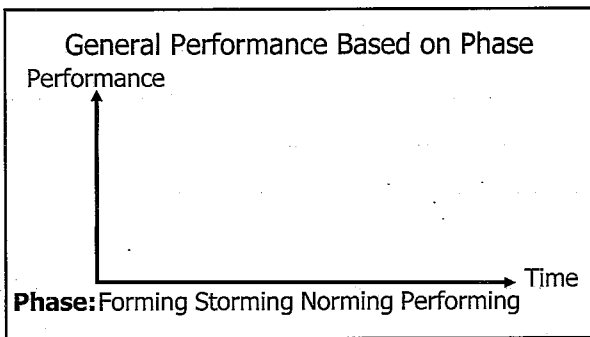 General Performance Based on Phase
Performance
Time
Phase: Forming Storming Norming Performing